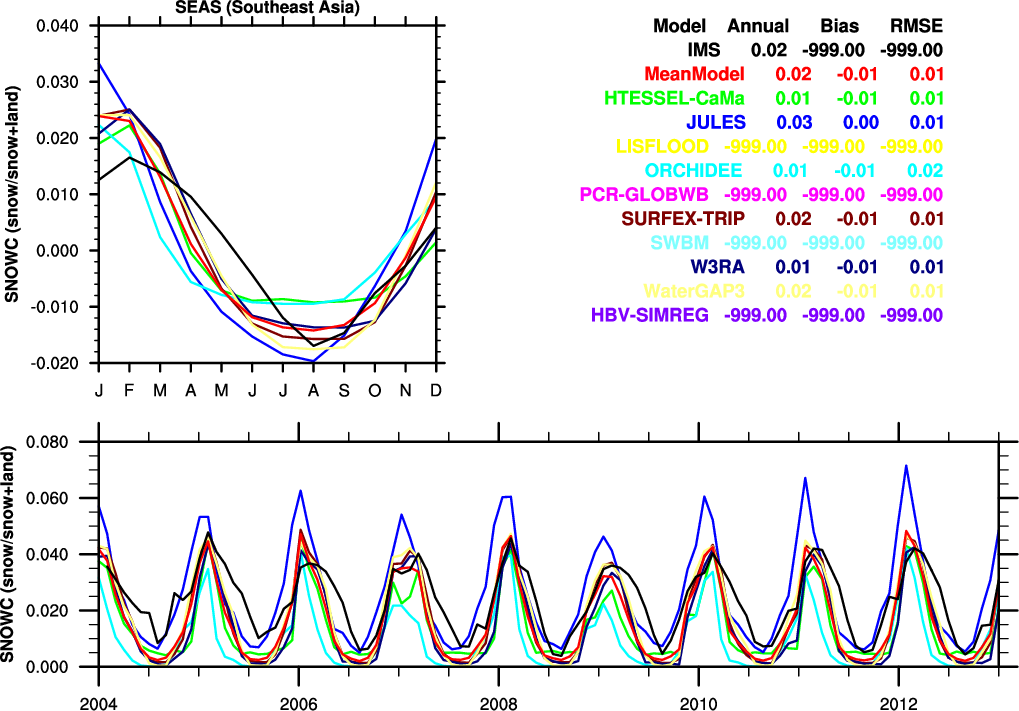 SEAS (Southeast Asia)
0.040
0.030
0.020
0.010
0.000
-0.010
-0.020
SNOWC (snow/snow+land)
J F M A M J J A S O N D
Model Annual Bias RMSE
IMS 0.02 -999.00 -999.00
MeanModel 0.02 -0.01 0.01
HTESSEL-CaMa 0.01 -0.01 0.01
JULES 0.03 0.00 0.01
LISFLOOD -999.00 -999.00 -999.00
ORCHIDEE 0.01 -0.01 0.02
PCR-GLOBWB -999.00 -999.00 -999.00
SURFEX-TRIP 0.02 -0.01 0.01
SWBM -999.00 -999.00 -999.00
W3RA 0.01 -0.01 0.01
WaterGAP3 0.02 -0.01 0.01
HBV-SIMREG -999.00 -999.00 -999.00
0.080
0.060
0.040
0.020
0.000
SNOWC (snow/snow+land)
2004 2006 2008 2010 2012